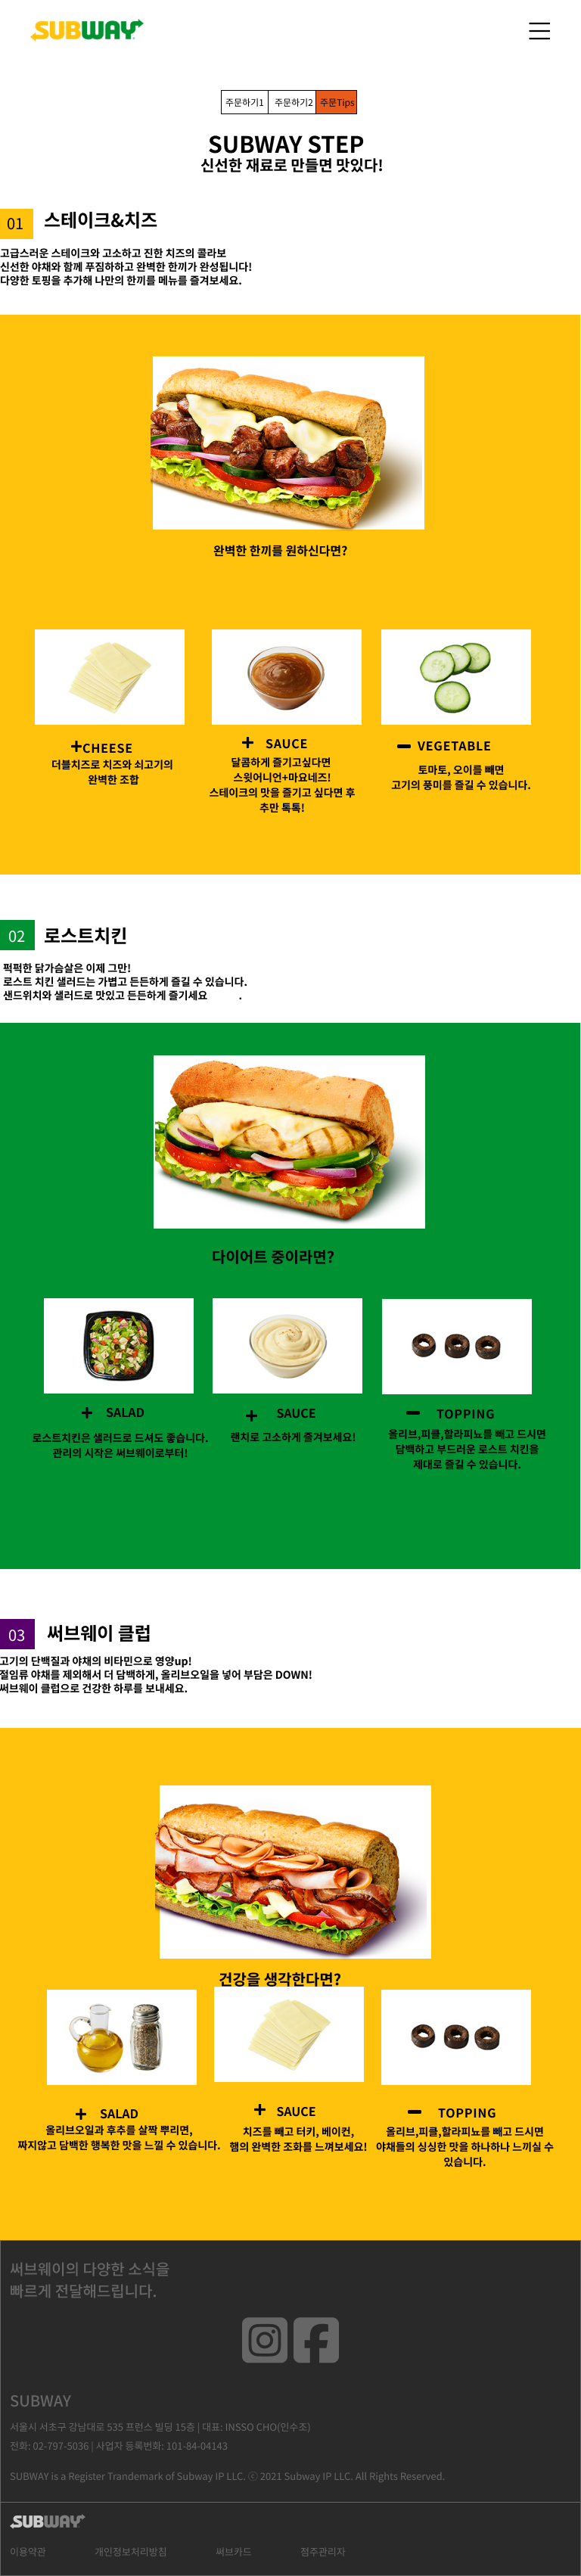 SUBWAY
주문하기1 주문하기2 주문Tips
SUBWAY STEP
신선한 재료로 만들면 맛있다!
01 스테이크&치즈
고급스러운 스테이크와 고소하고 진한 치즈의 콜라보
신선한 야채와 함께 푸짐하하고 완벽한 한끼가 완성됩니다!
다양한 토핑을 추가해 나만의 한끼를 메뉴를 즐겨보세요.
완벽한 한끼를 원하신다면?
+CHEESE
더블치즈로 치즈와 쇠고기의
완벽한 조합
+ SAUCE
달콤하게 즐기고싶다면
스윗어니언+마요네즈!
스테이크의 맛을 즐기고 싶다면 후
추만 톡톡!
− VEGETABLE
토마토, 오이를 빼면
고기의 풍미를 즐길 수 있습니다.
02 로스트치킨
퍽퍽한 닭가슴살은 이제 그만!
로스트 치킨 샐러드는 가볍고 든든하게 즐길 수 있습니다.
샌드위치와 샐러드로 맛있고 든든하게 즐기세요 .
다이어트 중이라면?
+ SALAD
로스트치킨은 샐러드로 드셔도 좋습니다.
관리의 시작은 써브웨이로부터!
+ SAUCE
랜치로 고소하게 즐겨보세요!
− TOPPING
올리브,피클,할라피뇨를 빼고 드시면
담백하고 부드러운 로스트 치킨을
제대로 즐길 수 있습니다.
03 써브웨이 클럽
고기의 단백질과 야채의 비타민으로 영양up!
절임류 야채를 제외해서 더 담백하게, 올리브오일을 넣어 부담은 DOWN!
써브웨이 클럽으로 건강한 하루를 보내세요.
건강을 생각한다면?
+ SALAD
올리브오일과 후추를 살짝 뿌리면,
짜지않고 담백한 행복한 맛을 느낄 수 있습니다.
+ SAUCE
치즈를 빼고 터키, 베이컨,
햄의 완벽한 조화를 느껴보세요!
− TOPPING
올리브,피클,할라피뇨를 빼고 드시면
야채들의 싱싱한 맛을 하나하나 느끼실 수
있습니다.
써브웨이의 다양한 소식을
빠르게 전달해드립니다.
SUBWAY
서울시 서초구 강남대로 535 프런스 빌딩 15층 | 대표: INSSO CHO(인수조)
전화: 02-797-5036 | 사업자 등록번호: 101-84-04143
SUBWAY is a Register Trandemark of Subway IP LLC. ⓒ 2021 Subway IP LLC. All Rights Reserved.
SUBWAY
이용약관 개인정보처리방침 써브카드 점주관리자